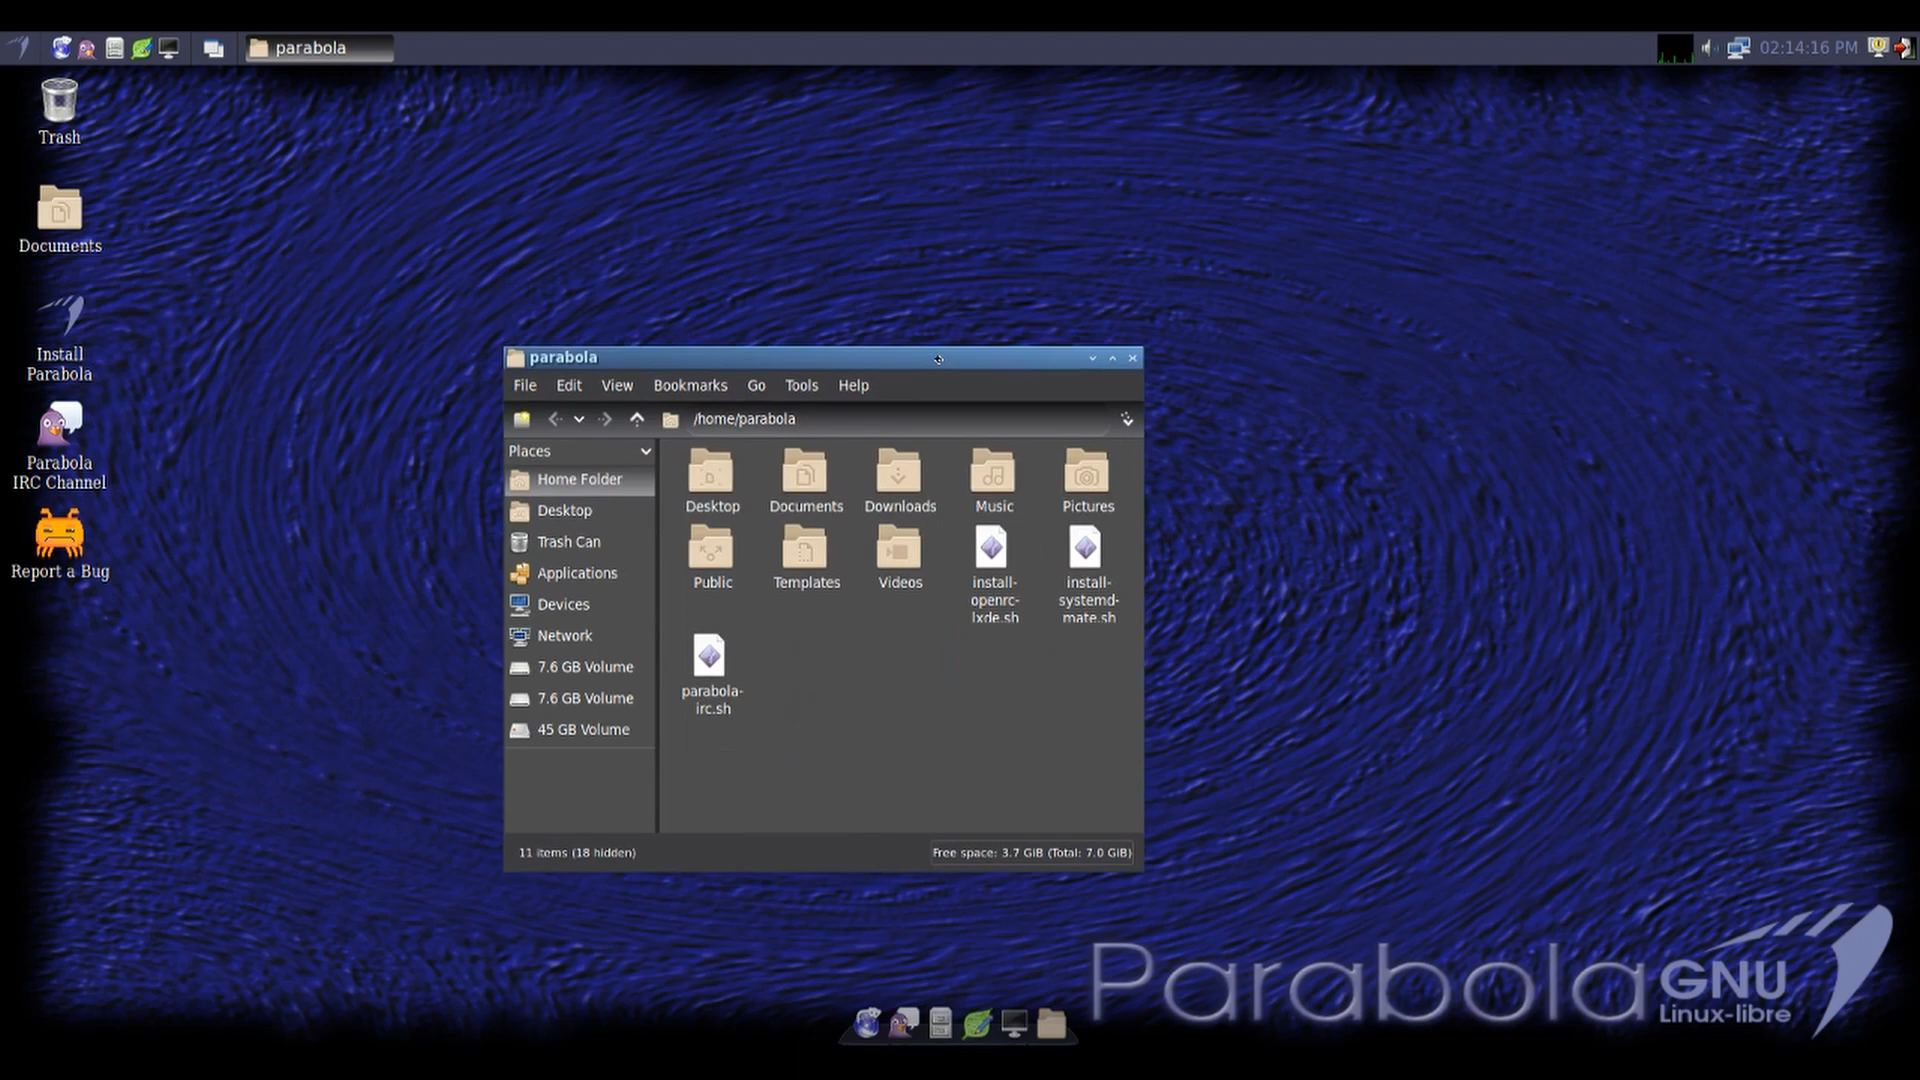 parabola
02:14:16 PM
Trash
Documents
Install
Parabola
Parabola
IRC Channel
Report a Bug
parabola
File Edit View Bookmarks Go Tools Help
/home/parabola
Places
Home Folder
Desktop
Trash Can
Applications
Devices
Network
7.6 GB Volume
7.6 GB Volume
45 GB Volume
Desktop Documents Downloads Music Pictures
Public Templates Videos
install-
openrc-
lxde.sh
install-
systemd-
mate.sh
parabola-
irc.sh
11 items (18 hidden)
Free space: 3.7 GiB (Total: 7.0 GiB)
Parabola GNU
Linux-libre